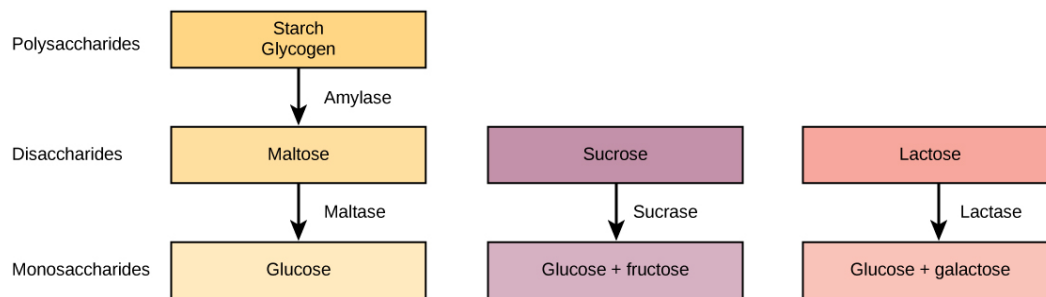 Polysaccharides
Starch
Glycogen
Amylase
Disaccharides
Maltose
Sucrose
Lactose
Maltase
Sucrase
Lactase
Monosaccharides
Glucose
Glucose + fructose
Glucose + galactose